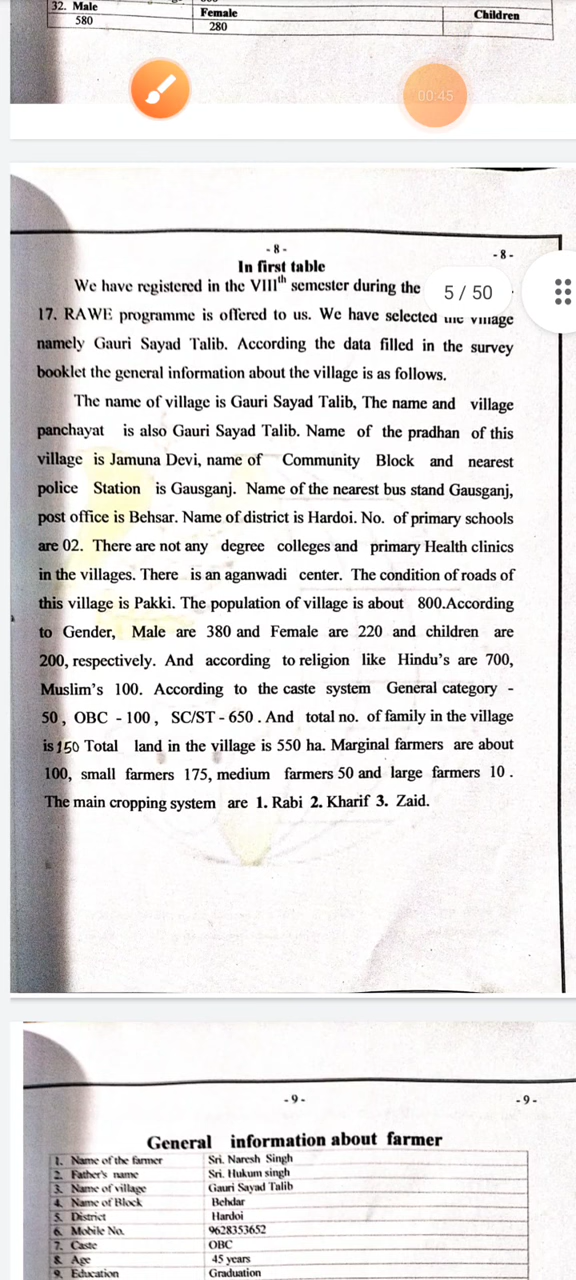 32. Male Female Children
580 280
00:45
- 8 - - 8 -
In first table
We have registered in the VIIIth semester during the
5 / 50
17. RAWE programme is offered to us. We have selected the village
namely Gauri Sayad Talib. According the data filled in the survey
booklet the general information about the village is as follows.
The name of village is Gauri Sayad Talib, The name and village
panchayat is also Gauri Sayad Talib. Name of the pradhan of this
village is Jamuna Devi, name of Community Block and nearest
police Station is Gausganj. Name of the nearest bus stand Gausganj,
post office is Behsar. Name of district is Hardoi. No. of primary schools
are 02. There are not any degree colleges and primary Health clinics
in the villages. There is an aganwadi center. The condition of roads of
this village is Pakki. The population of village is about 800.According
to Gender, Male are 380 and Female are 220 and children are
200, respectively. And according to religion like Hindu's are 700,
Muslim's 100. According to the caste system General category -
50 , OBC - 100 , SC/ST - 650 . And total no. of family in the village
is 150 Total land in the village is 550 ha. Marginal farmers are about
100, small farmers 175, medium farmers 50 and large farmers 10 .
The main cropping system are 1. Rabi 2. Kharif 3. Zaid.
- 9 - - 9 -
General information about farmer
1. Name of the farmer Sri. Naresh Singh
2. Father's name Sri. Hukum singh
3. Name of village Gauri Sayad Talib
4. Name of Block Behdar
5. District Hardoi
6. Mobile No. 9628353652
7. Caste OBC
8. Age 45 years
9. Education Graduation